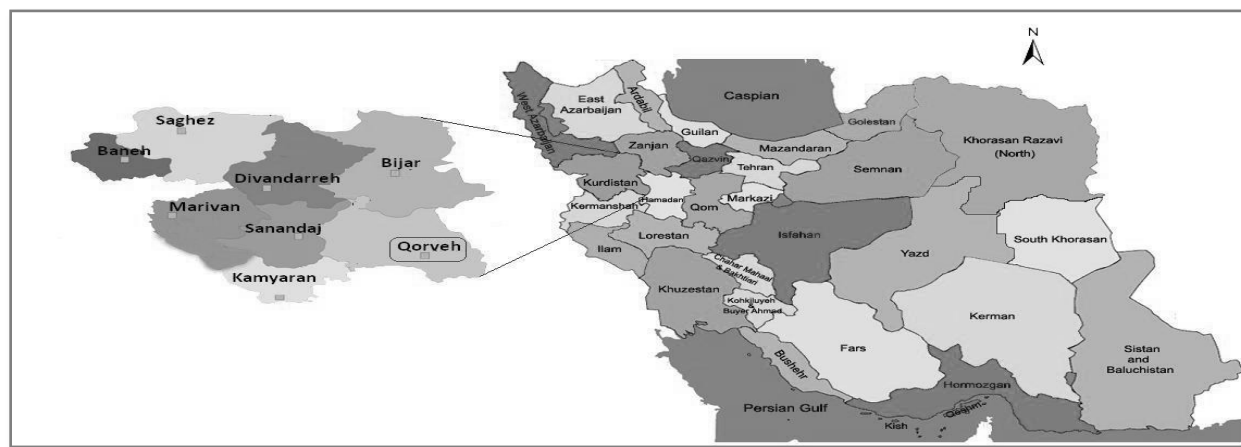 N
Saghez
Baneh
Divandarreh
Bijar
Marivan
Sanandaj
Qorveh
Kamyaran
West Azarbaijan
East
Azarbaijan
Ardabil
Caspian
Guilan
Golestan
Khorasan Razavi
(North)
Zanjan
Qazvin
Mazandaran
Tehran
Semnan
Kurdistan
Hamadan
Kermanshah
Qom
Markazi
Lorestan
Ilam
Isfahan
Yazd
South Khorasan
Chahar Mahaal
& Bakhtiari
Khuzestan
Kohkiluyeh
&
Buyer Ahmad
Fars
Kerman
Sistan
and
Baluchistan
Bushehr
Hormozgan
Qeshm
Persian Gulf
Kish